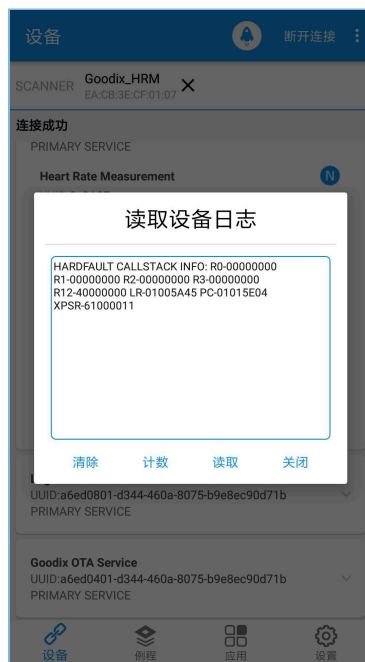 设备
断开连接
SCANNER
Goodix_HRM
EA:CB:3E:CF:01:07
连接成功
PRIMARY SERVICE
Heart Rate Measurement
N
读取设备日志
HARDFAULT CALLSTACK INFO: R0-00000000
R1-00000000 R2-00000000 R3-00000000
R12-40000000 LR-01005A45 PC-01015E04
XPSR-61000011
清除 计数 读取 关闭
UUID:a6ed0801-d344-460a-8075-b9e8ec90d71b
PRIMARY SERVICE
Goodix OTA Service
UUID:a6ed0401-d344-460a-8075-b9e8ec90d71b
PRIMARY SERVICE
设备 例程 应用 设置